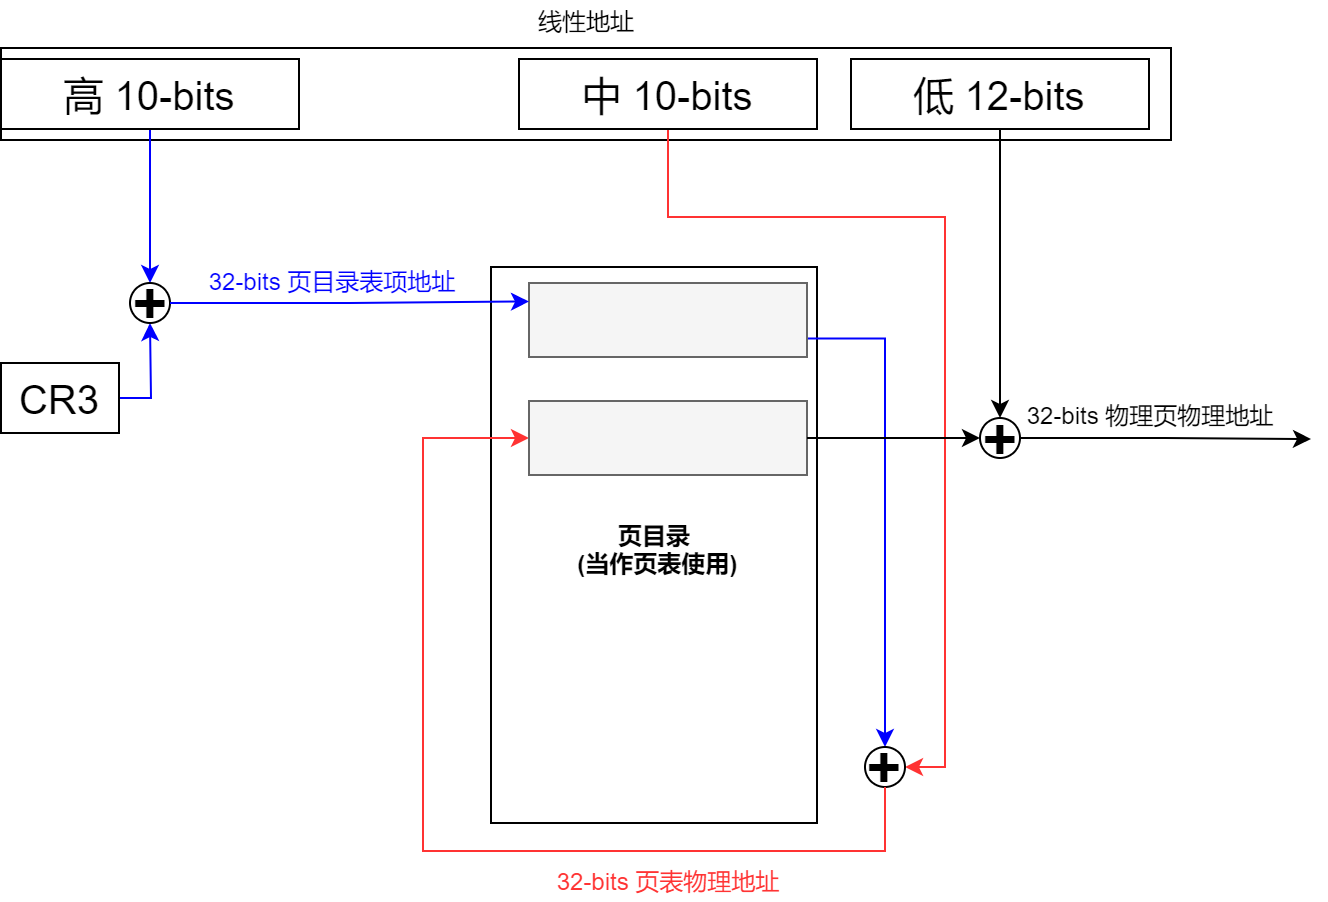 线性地址
高 10-bits
中 10-bits
低 12-bits
32-bits 页目录表项地址
CR3
32-bits 物理页物理地址
页目录
(当作页表使用)
32-bits 页表物理地址